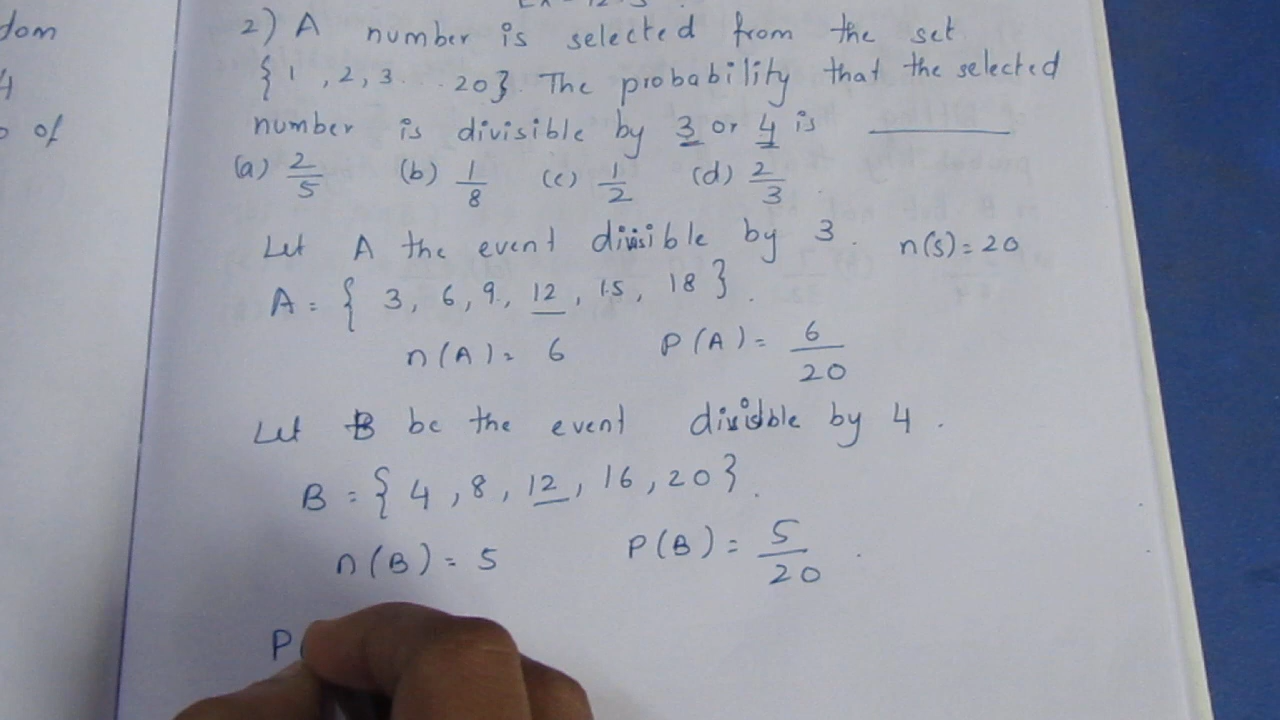 dom
4
of
2) A number is selected from the set
{ 1 , 2, 3 . . . 20}. The probability that the selected
number is divisible by 3 or 4 is ______
(a) 2/5 (b) 1/8 (c) 1/2 (d) 2/3
Let A the event divisible by 3. n(s) = 20
A = { 3, 6, 9, 12, 15, 18 }.
n(A) = 6 P(A) = 6/20
Let B be the event divisible by 4.
B = { 4, 8, 12, 16, 20 }.
n(B) = 5 P(B) = 5/20
P(